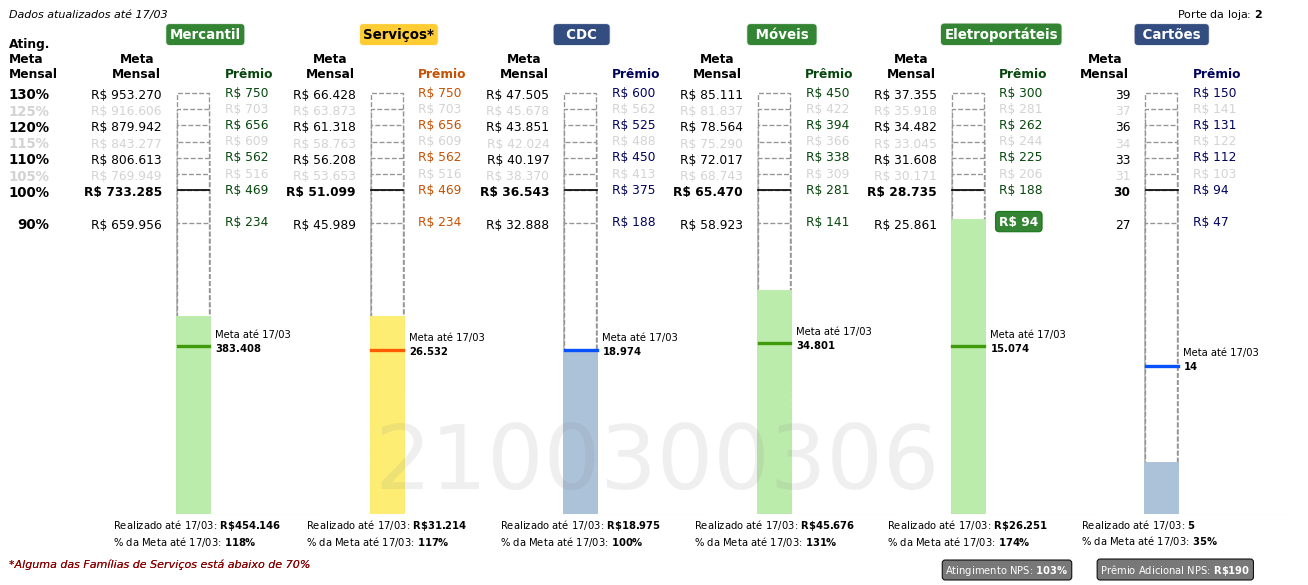 Dados atualizados até 17/03
Porte da loja: 2
Mercantil Serviços* CDC Móveis Eletroportáteis Cartões
Ating. Meta Mensal
Meta Mensal Prêmio Meta Mensal Prêmio Meta Mensal Prêmio Meta Mensal Prêmio Meta Mensal Prêmio Meta Mensal Prêmio
130% R$ 953.270 R$ 750 R$ 66.428 R$ 750 R$ 47.505 R$ 600 R$ 85.111 R$ 450 R$ 37.355 R$ 300 39 R$ 150
125% R$ 916.606 R$ 703 R$ 63.873 R$ 703 R$ 45.678 R$ 562 R$ 81.837 R$ 422 R$ 35.918 R$ 281 37 R$ 141
120% R$ 879.942 R$ 656 R$ 61.318 R$ 656 R$ 43.851 R$ 525 R$ 78.564 R$ 394 R$ 34.482 R$ 262 36 R$ 131
115% R$ 843.277 R$ 609 R$ 58.763 R$ 609 R$ 42.024 R$ 488 R$ 75.290 R$ 366 R$ 33.045 R$ 244 34 R$ 122
110% R$ 806.613 R$ 562 R$ 56.208 R$ 562 R$ 40.197 R$ 450 R$ 72.017 R$ 338 R$ 31.608 R$ 225 33 R$ 112
105% R$ 769.949 R$ 516 R$ 53.653 R$ 516 R$ 38.370 R$ 413 R$ 68.743 R$ 309 R$ 30.171 R$ 206 31 R$ 103
100% R$ 733.285 R$ 469 R$ 51.099 R$ 469 R$ 36.543 R$ 375 R$ 65.470 R$ 281 R$ 28.735 R$ 188 30 R$ 94
90% R$ 659.956 R$ 234 R$ 45.989 R$ 234 R$ 32.888 R$ 188 R$ 58.923 R$ 141 R$ 25.861 R$ 94 27 R$ 47
Meta até 17/03 Meta até 17/03 Meta até 17/03 Meta até 17/03 Meta até 17/03 Meta até 17/03
383.408 26.532 18.974 34.801 15.074 14
2100300306
Realizado até 17/03: R$454.146 Realizado até 17/03: R$31.214 Realizado até 17/03: R$18.975 Realizado até 17/03: R$45.676 Realizado até 17/03: R$26.251 Realizado até 17/03: 5
% da Meta até 17/03: 118% % da Meta até 17/03: 117% % da Meta até 17/03: 100% % da Meta até 17/03: 131% % da Meta até 17/03: 174% % da Meta até 17/03: 35%
*Alguma das Famílias de Serviços está abaixo de 70%
Atingimento NPS: 103% Prêmio Adicional NPS: R$190